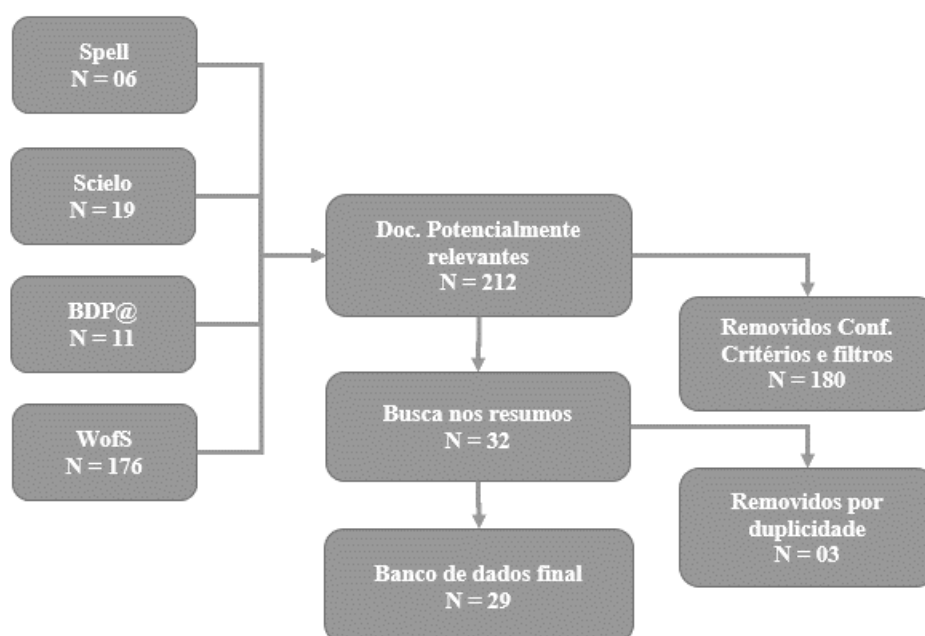 Spell
N = 06
Scielo
N = 19
BDP@
N = 11
WofS
N = 176
Doc. Potencialmente
relevantes
N = 212
Removidos Conf.
Critérios e filtros
N = 180
Busca nos resumos
N = 32
Removidos por
duplicidade
N = 03
Banco de dados final
N = 29